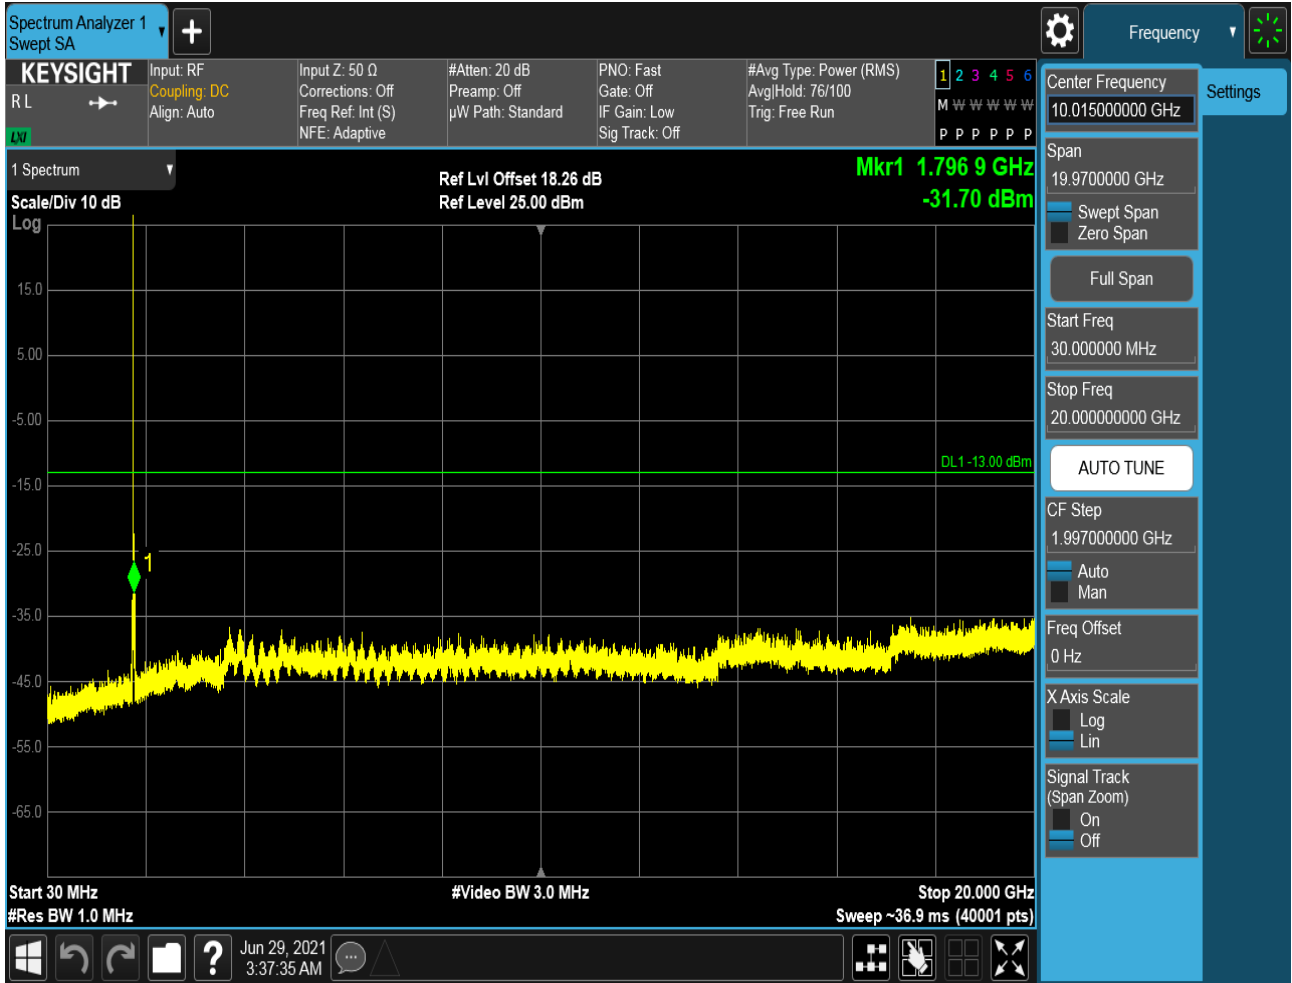 Spectrum Analyzer 1
Swept SA
Frequency
KEYSIGHT
R L
LXI
Input: RF
Coupling: DC
Align: Auto
Input Z: 50 Ω
Corrections: Off
Freq Ref: Int (S)
NFE: Adaptive
#Atten: 20 dB
Preamp: Off
µW Path: Standard
PNO: Fast
Gate: Off
IF Gain: Low
Sig Track: Off
#Avg Type: Power (RMS)
Avg|Hold: 76/100
Trig: Free Run
1 2 3 4 5 6
M W W W W W
P P P P P P
1 Spectrum
Scale/Div 10 dB
Log
Ref Lvl Offset 18.26 dB
Ref Level 25.00 dBm
Mkr1 1.796 9 GHz
-31.70 dBm
15.0
5.00
-5.00
DL1 -13.00 dBm
-15.0
-25.0
1
-35.0
-45.0
-55.0
-65.0
Start 30 MHz
#Res BW 1.0 MHz
#Video BW 3.0 MHz
Stop 20.000 GHz
Sweep ~36.9 ms (40001 pts)
Center Frequency
10.015000000 GHz
Settings
Span
19.9700000 GHz
Swept Span
Zero Span
Full Span
Start Freq
30.000000 MHz
Stop Freq
20.000000000 GHz
AUTO TUNE
CF Step
1.997000000 GHz
Auto
Man
Freq Offset
0 Hz
X Axis Scale
Log
Lin
Signal Track
(Span Zoom)
On
Off
?
Jun 29, 2021
3:37:35 AM